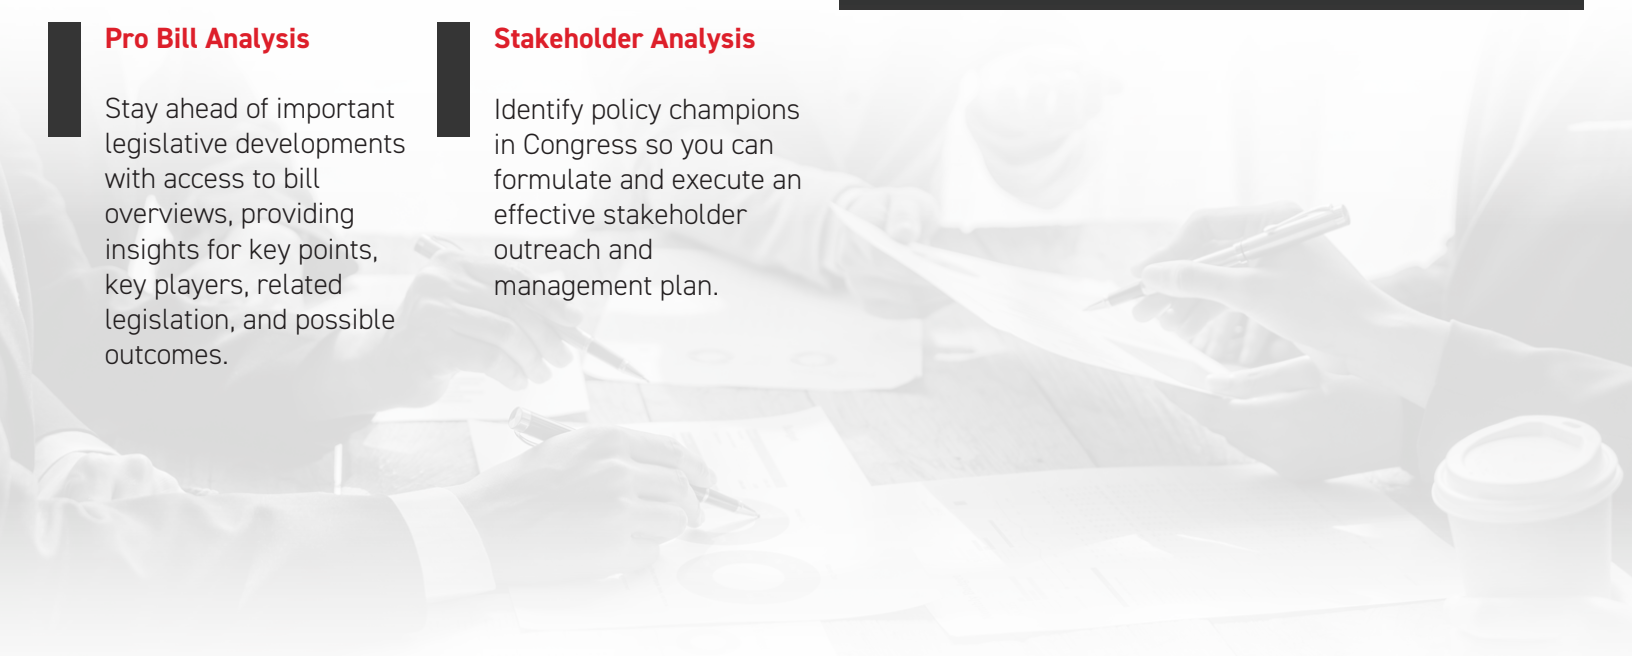 Pro Bill Analysis
Stay ahead of important
legislative developments
with access to bill
overviews, providing
insights for key points,
key players, related
legislation, and possible
outcomes.
Stakeholder Analysis
Identify policy champions
in Congress so you can
formulate and execute an
effective stakeholder
outreach and
management plan.